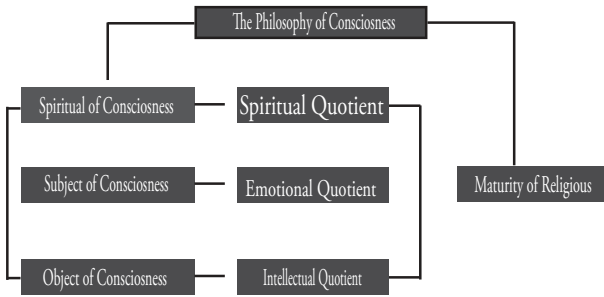 The Philosophy of Consciosness
Spiritual of Consciosness
Spiritual Quotient
Subject of Consciosness
Emotional Quotient
Maturity of Religious
Object of Consciosness
Intellectual Quotient